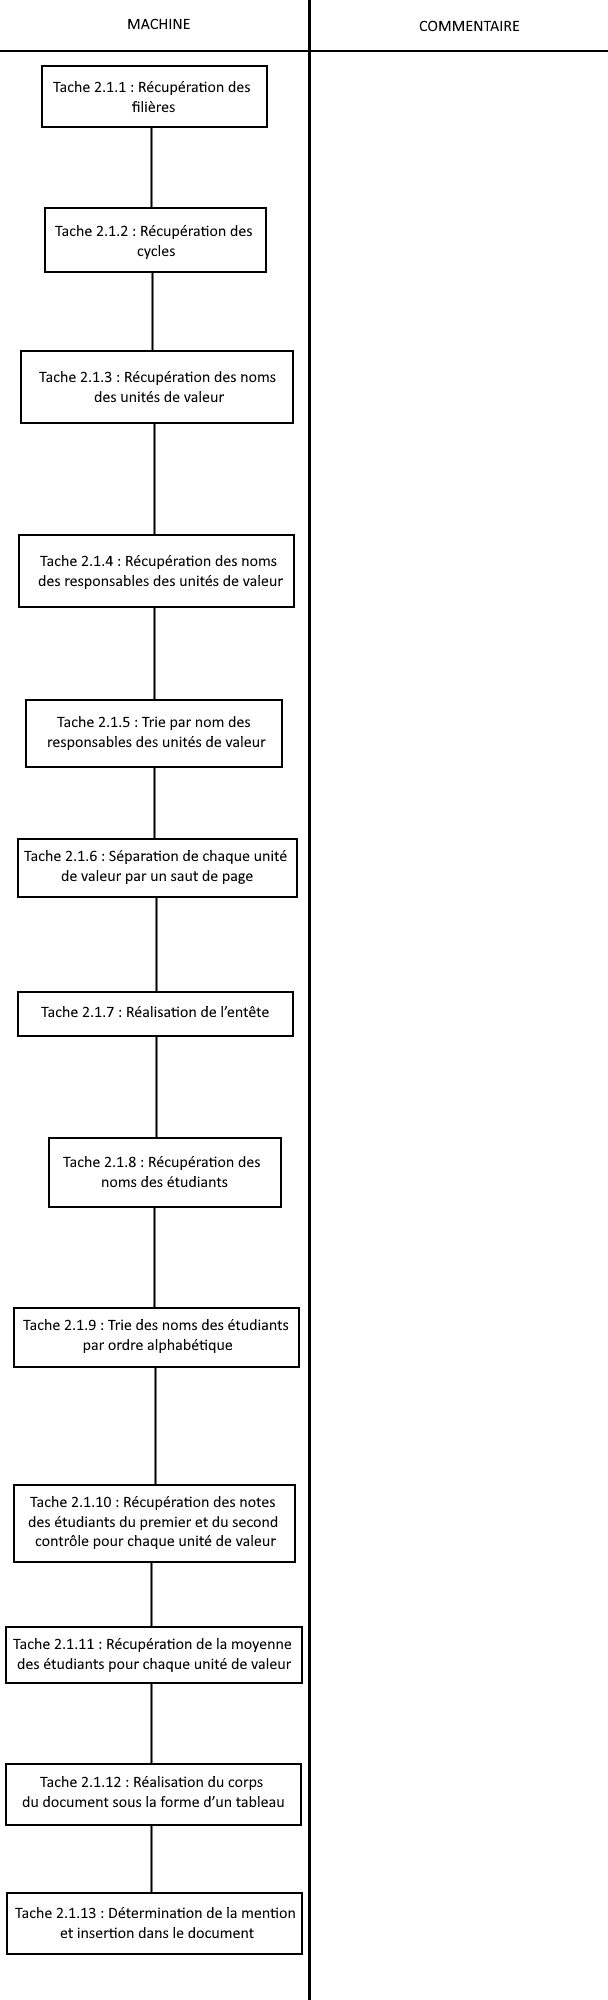 MACHINE
COMMENTAIRE
Tache 2.1.1 : Récupération des
filières
Tache 2.1.2 : Récupération des
cycles
Tache 2.1.3 : Récupération des noms
des unités de valeur
Tache 2.1.4 : Récupération des noms
des responsables des unités de valeur
Tache 2.1.5 : Trie par nom des
responsables des unités de valeur
Tache 2.1.6 : Séparation de chaque unité
de valeur par un saut de page
Tache 2.1.7 : Réalisation de l’entête
Tache 2.1.8 : Récupération des
noms des étudiants
Tache 2.1.9 : Trie des noms des étudiants
par ordre alphabétique
Tache 2.1.10 : Récupération des notes
des étudiants du premier et du second
contrôle pour chaque unité de valeur
Tache 2.1.11 : Récupération de la moyenne
des étudiants pour chaque unité de valeur
Tache 2.1.12 : Réalisation du corps
du document sous la forme d’un tableau
Tache 2.1.13 : Détermination de la mention
et insertion dans le document